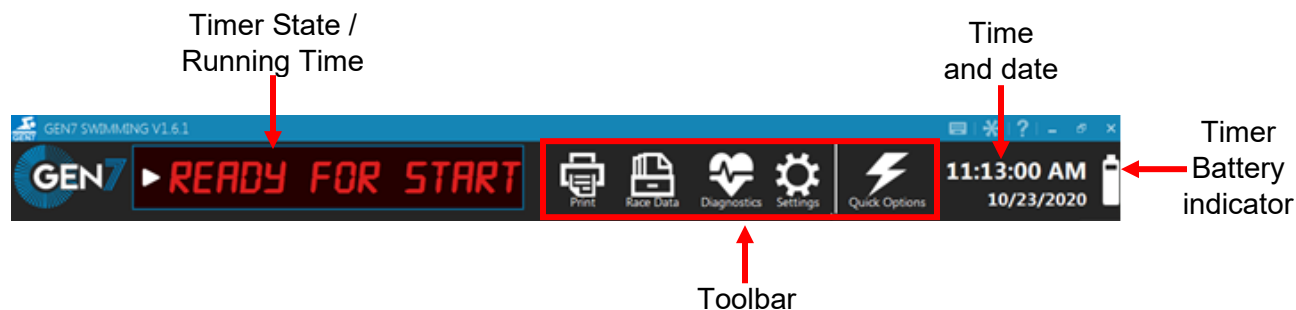 Timer State /
Running Time
Time
and date
GEN7 SWIMMING V1.6.1
GEN7
READY FOR START
Print
Race Data
Diagnostics
Settings
Quick Options
11:13:00 AM
10/23/2020
Timer
Battery
indicator
Toolbar